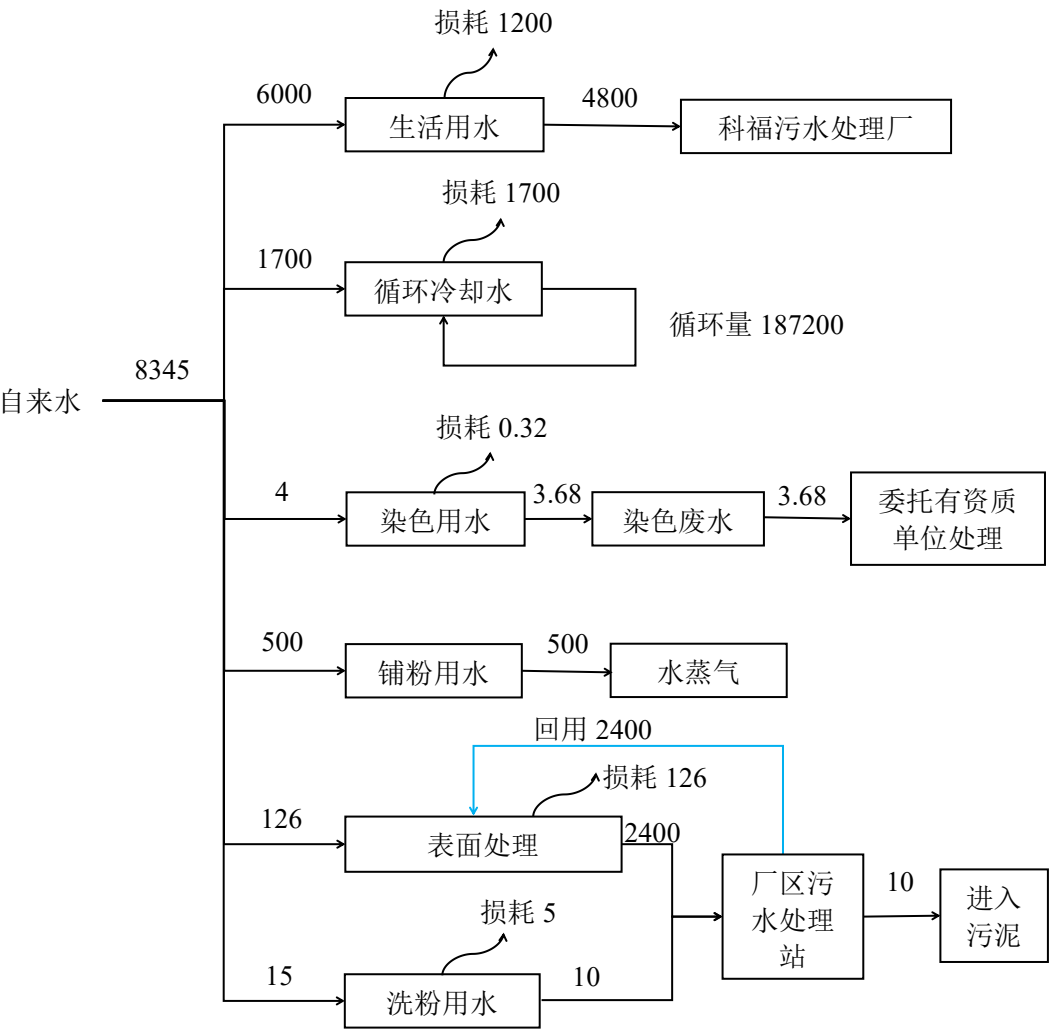 损耗 1200
6000
生活用水
4800
科福污水处理厂
损耗 1700
1700
循环冷却水
循环量 187200
自来水
8345
损耗 0.32
4
染色用水
3.68
染色废水
3.68
委托有资质
单位处理
500
铺粉用水
500
水蒸气
回用 2400
损耗 126
126
表面处理
2400
厂区污
水处理
站
10
进入
污泥
损耗 5
15
洗粉用水
10